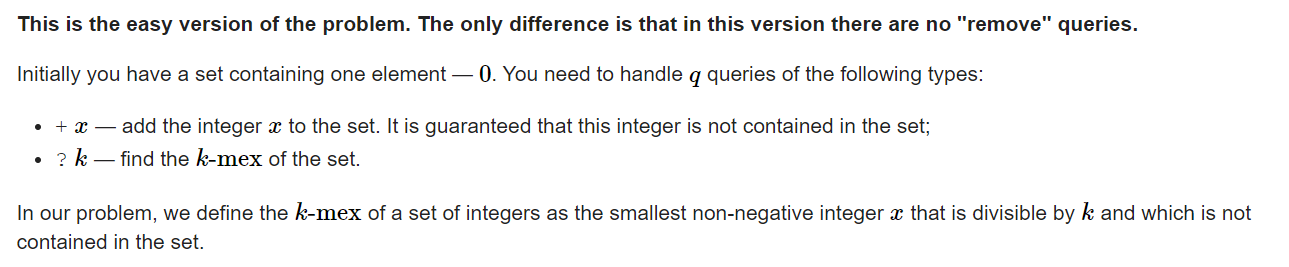 This is the easy version of the problem. The only difference is that in this version there are no "remove" queries.
Initially you have a set containing one element — 0. You need to handle q queries of the following types:
• + x — add the integer x to the set. It is guaranteed that this integer is not contained in the set;
• ? k — find the k-mex of the set.
In our problem, we define the k-mex of a set of integers as the smallest non-negative integer x that is divisible by k and which is not
contained in the set.